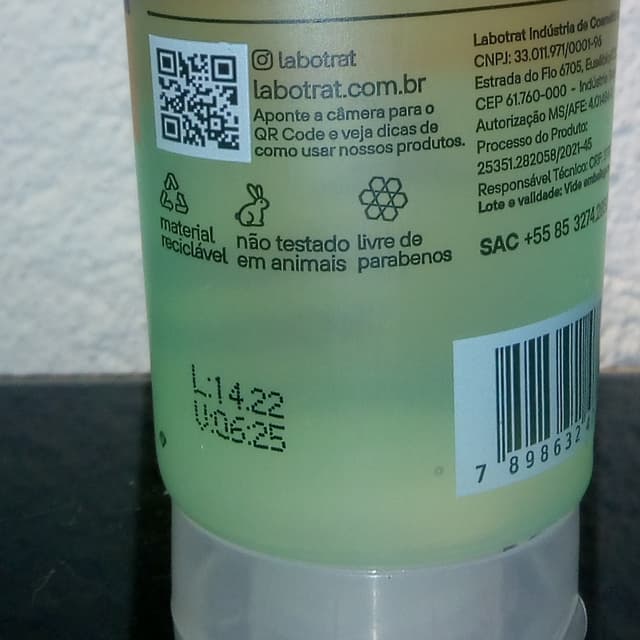 labotrat
labotrat.com.br
Aponte a câmera para o
QR Code e veja dicas de
como usar nossos produtos.
material
reciclável
não testado
em animais
livre de
parabenos
Labotrat Indústria de
CNPJ: 33.011.971/0001-96
Estrada do Fio 6705,
CEP 61.760-000 -
Autorização MS/AFE:
Processo do Produto:
25351.282058/2021-45
Responsável Técnico:
Lote e validade: Vide
SAC +55 85
L:14.22
V:06:25
7 898632